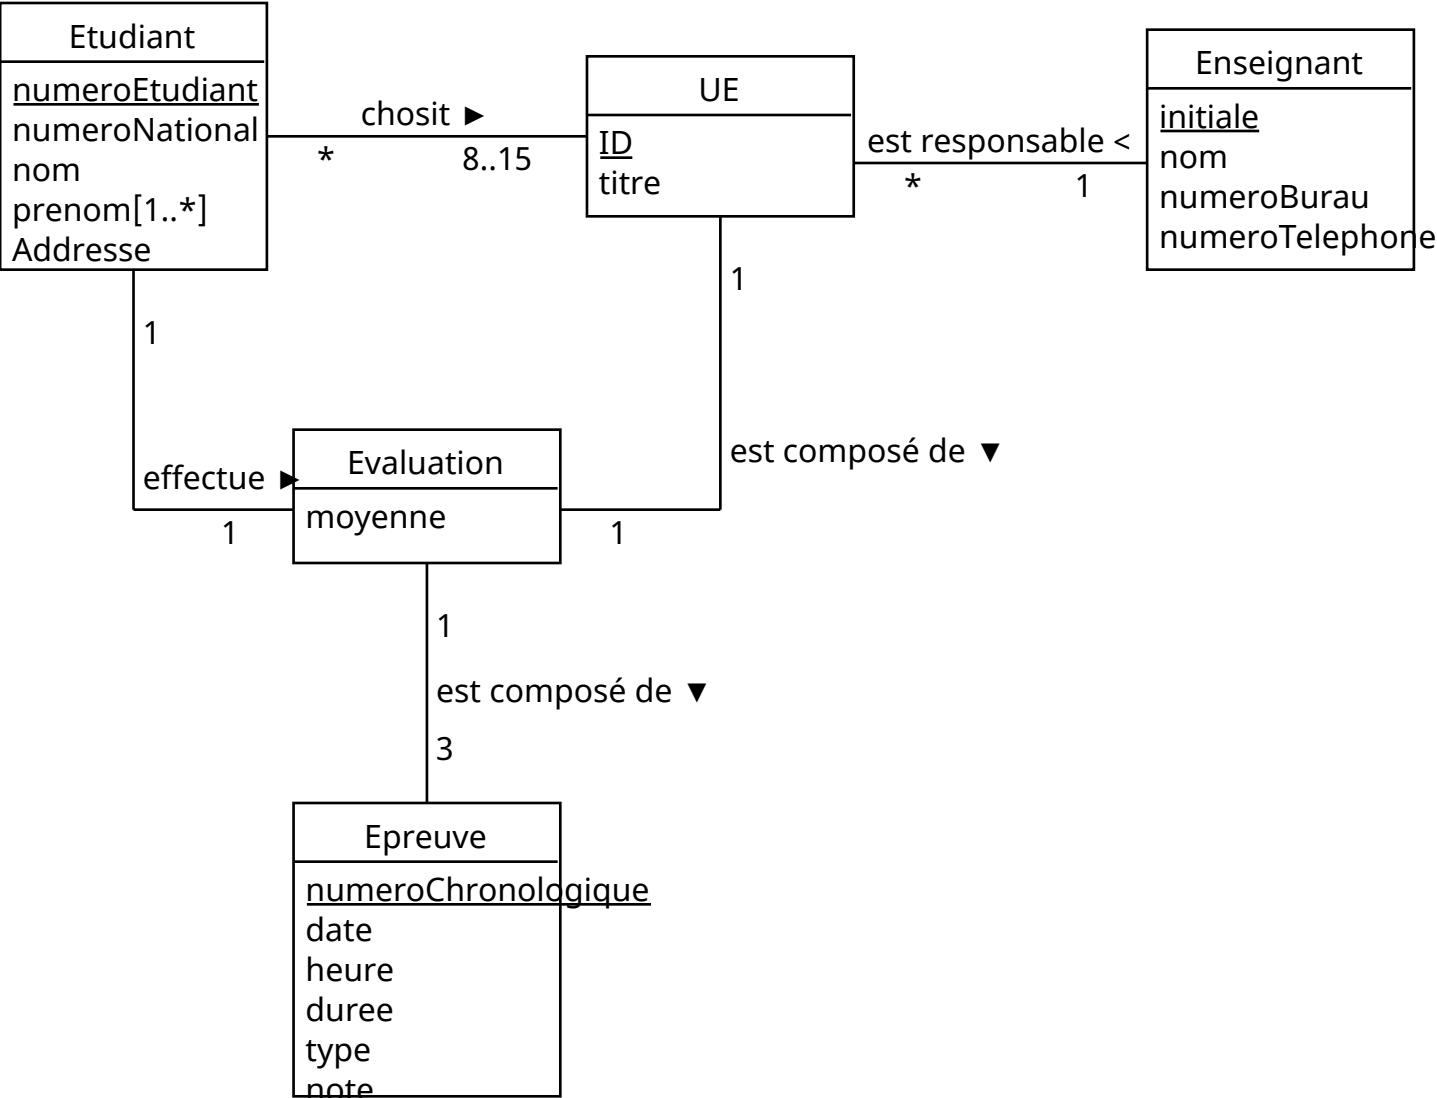 Etudiant
numeroEtudiant
numeroNational
nom
prenom[1..*]
Addresse
chosit ►
* 8..15
UE
ID
titre
est responsable <
* 1
Enseignant
initiale
nom
numeroBurau
numeroTelephone
1
1
effectue ►
1
Evaluation
moyenne
est composé de ▼
1
1
est composé de ▼
3
Epreuve
numeroChronologique
date
heure
duree
type
note